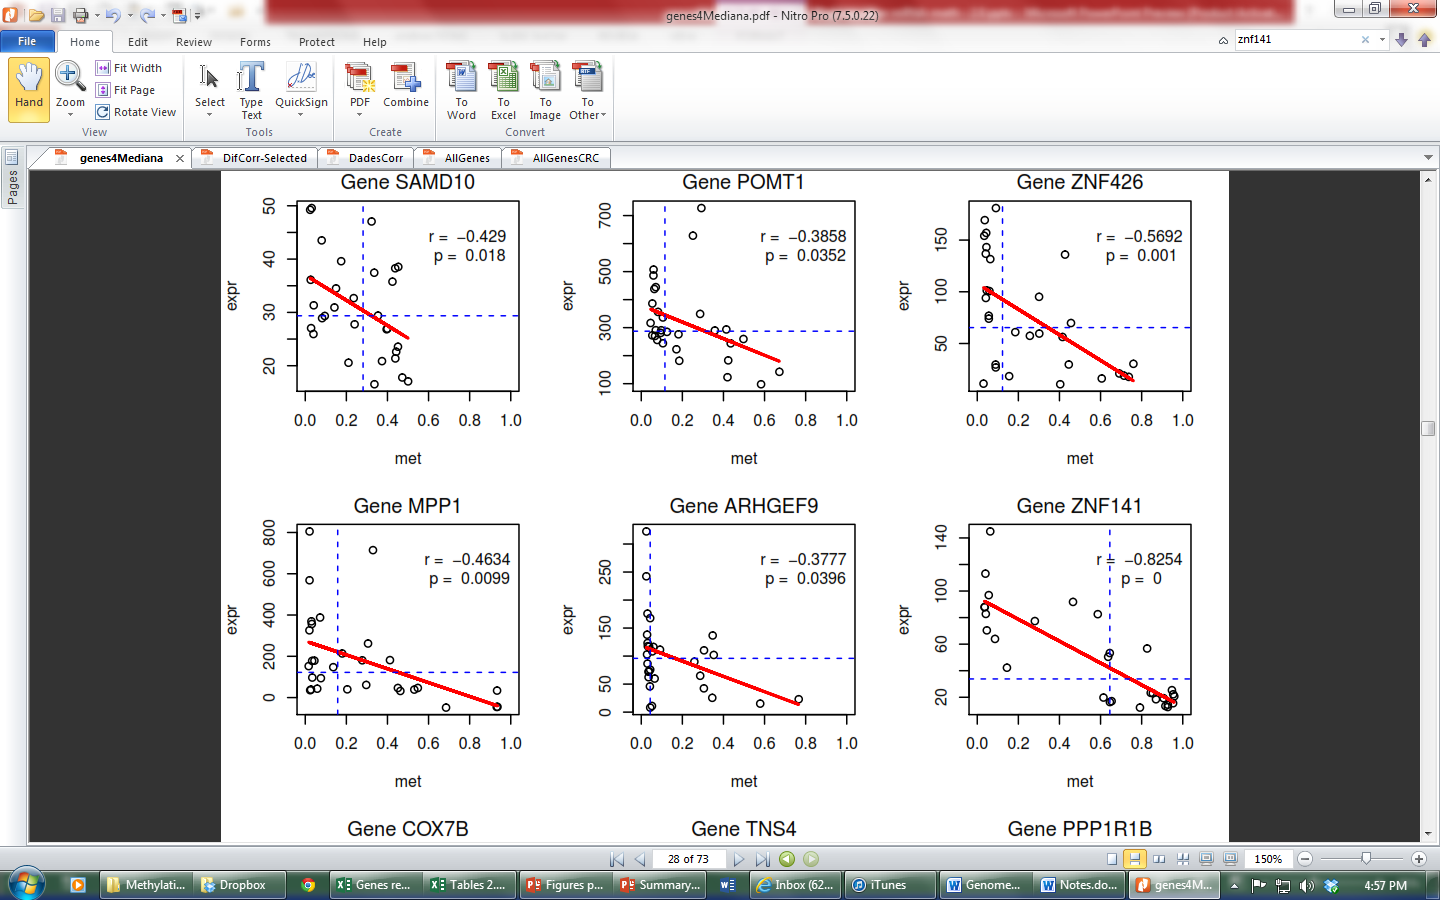 genes4Mediana.pdf - Nitro Pro (7.5.0.22)
File Home Edit Review Forms Protect Help
znf141
Hand
Zoom
Fit Width
Fit Page
Rotate View
View
Select
Type Text
QuickSign
Tools
PDF
Combine
Create
To Word
To Excel
To Image
To Other
Convert
genes4Mediana
DifCorr-Selected
DadesCorr
AllGenes
AllGenesCRC
Pages
Gene SAMD10
r = −0.429
p = 0.018
expr
50
40
30
20
0.0 0.2 0.4 0.6 0.8 1.0
met
Gene POMT1
r = −0.3858
p = 0.0352
expr
700
500
300
100
0.0 0.2 0.4 0.6 0.8 1.0
met
Gene ZNF426
r = −0.5692
p = 0.001
expr
150
100
50
0.0 0.2 0.4 0.6 0.8 1.0
met
Gene MPP1
r = −0.4634
p = 0.0099
expr
800
600
400
200
0
0.0 0.2 0.4 0.6 0.8 1.0
met
Gene ARHGEF9
r = −0.3777
p = 0.0396
expr
250
150
50
0
0.0 0.2 0.4 0.6 0.8 1.0
met
Gene ZNF141
r = −0.8254
p = 0
expr
140
100
60
20
0.0 0.2 0.4 0.6 0.8 1.0
met
Gene COX7B
Gene TNS4
Gene PPP1R1B
28 of 73
150%
Methylati...
Dropbox
Genes re...
Tables 2....
Figures p...
Summary...
Inbox (62...
iTunes
Genome...
Notes.do...
genes4M...
4:57 PM